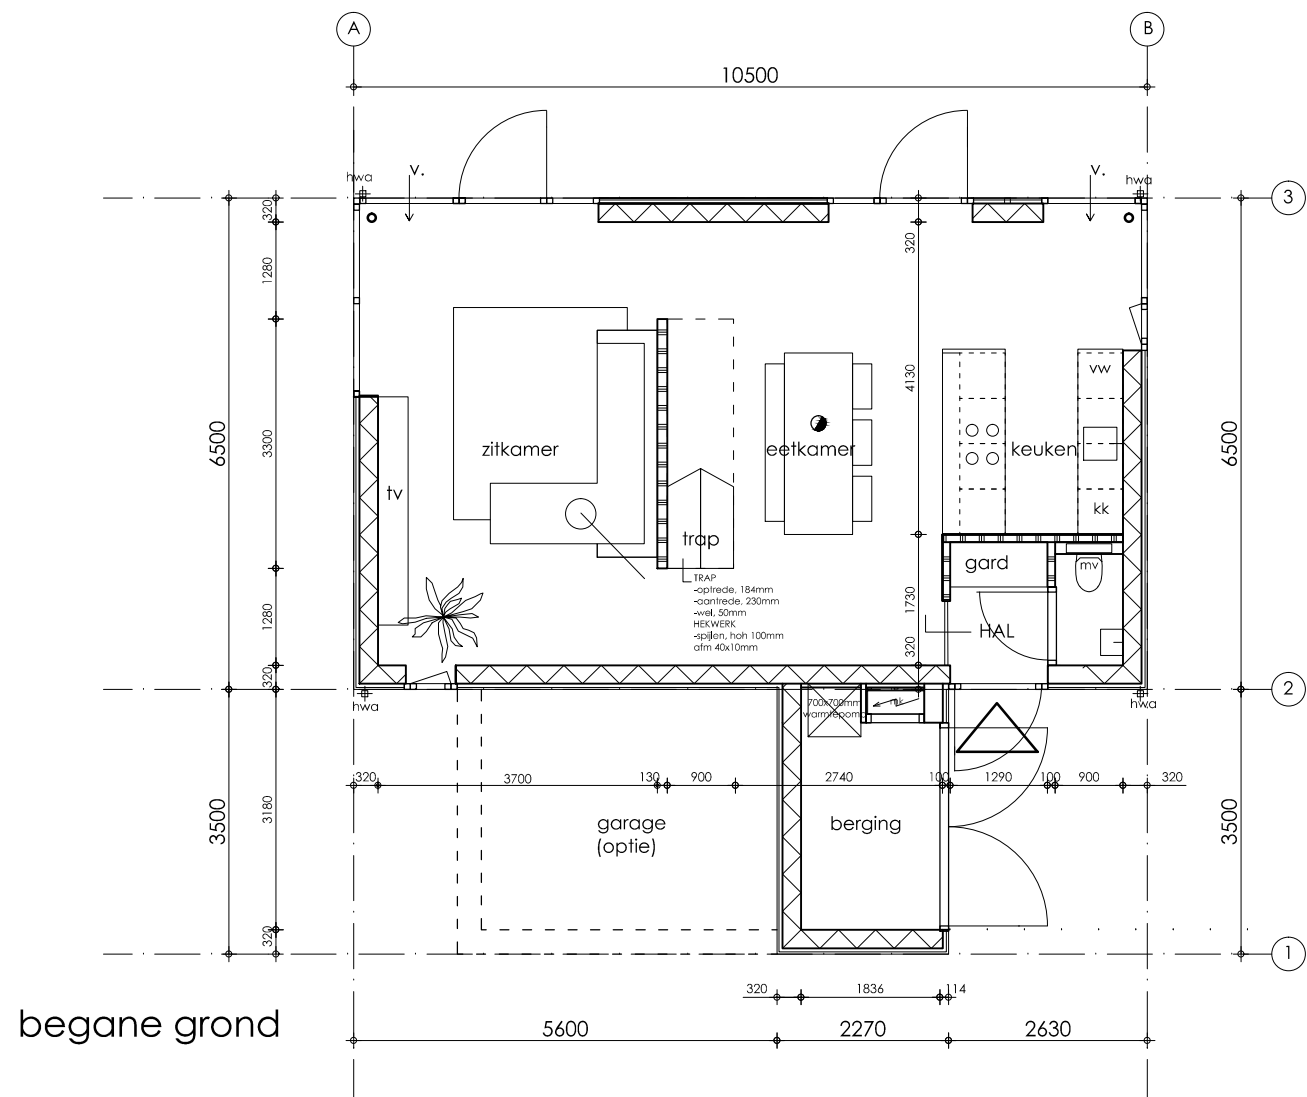 A
B
10500
v.
v.
hwa
hwa
3
320
1280
320
6500
3300
4130
6500
vw
zitkamer
eetkamer
keuken
tv
kk
trap
gard
mv
TRAP
-optrede, 184mm
-aantrede, 230mm
-wel, 50mm
HEKWERK
-spijlen, hoh 100mm
afm 40x10mm
1280
1730
HAL
320
320
2
hwa
hwa
700x700mm
warmtepomp
mk
320
3700
130
900
2740
100
1290
100
900
320
3500
3180
3500
garage
(optie)
berging
320
1
320
1836
114
begane grond
5600
2270
2630